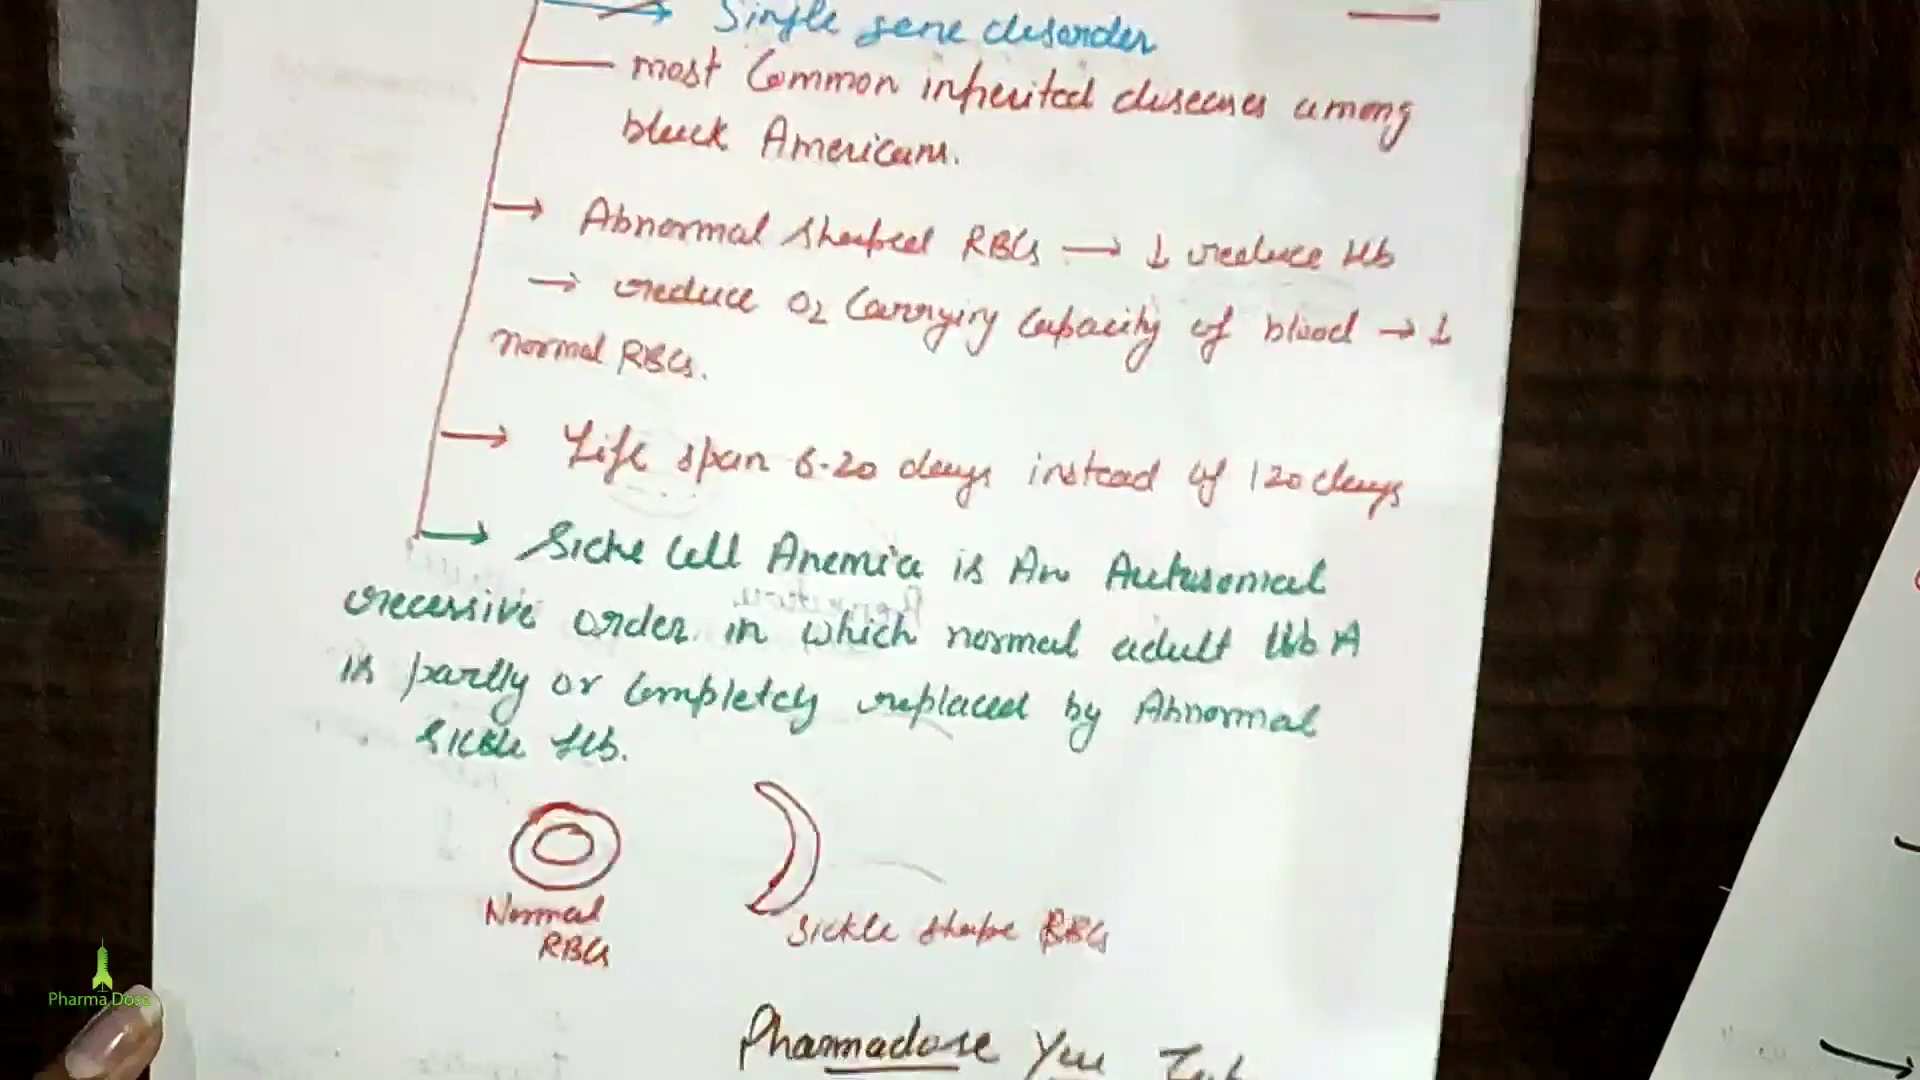 Single gene disorder
most Common inherited diseases among
black Americans.
Abnormal Shaped RBCs → ↓ reduce Hb
→ reduce O2 Carrying Capacity of blood → ↓
normal RBCs.
Life span 6-20 days instead of 120 days
Sickle Cell Anemia is An Autosomical
recessive order in which normal adult Hb A
is partly or Completely replaced by Abnormal
Sickle Hb.
Normal
RBCs
Sickle shape RBCs
Pharma Dose
Pharmadose You